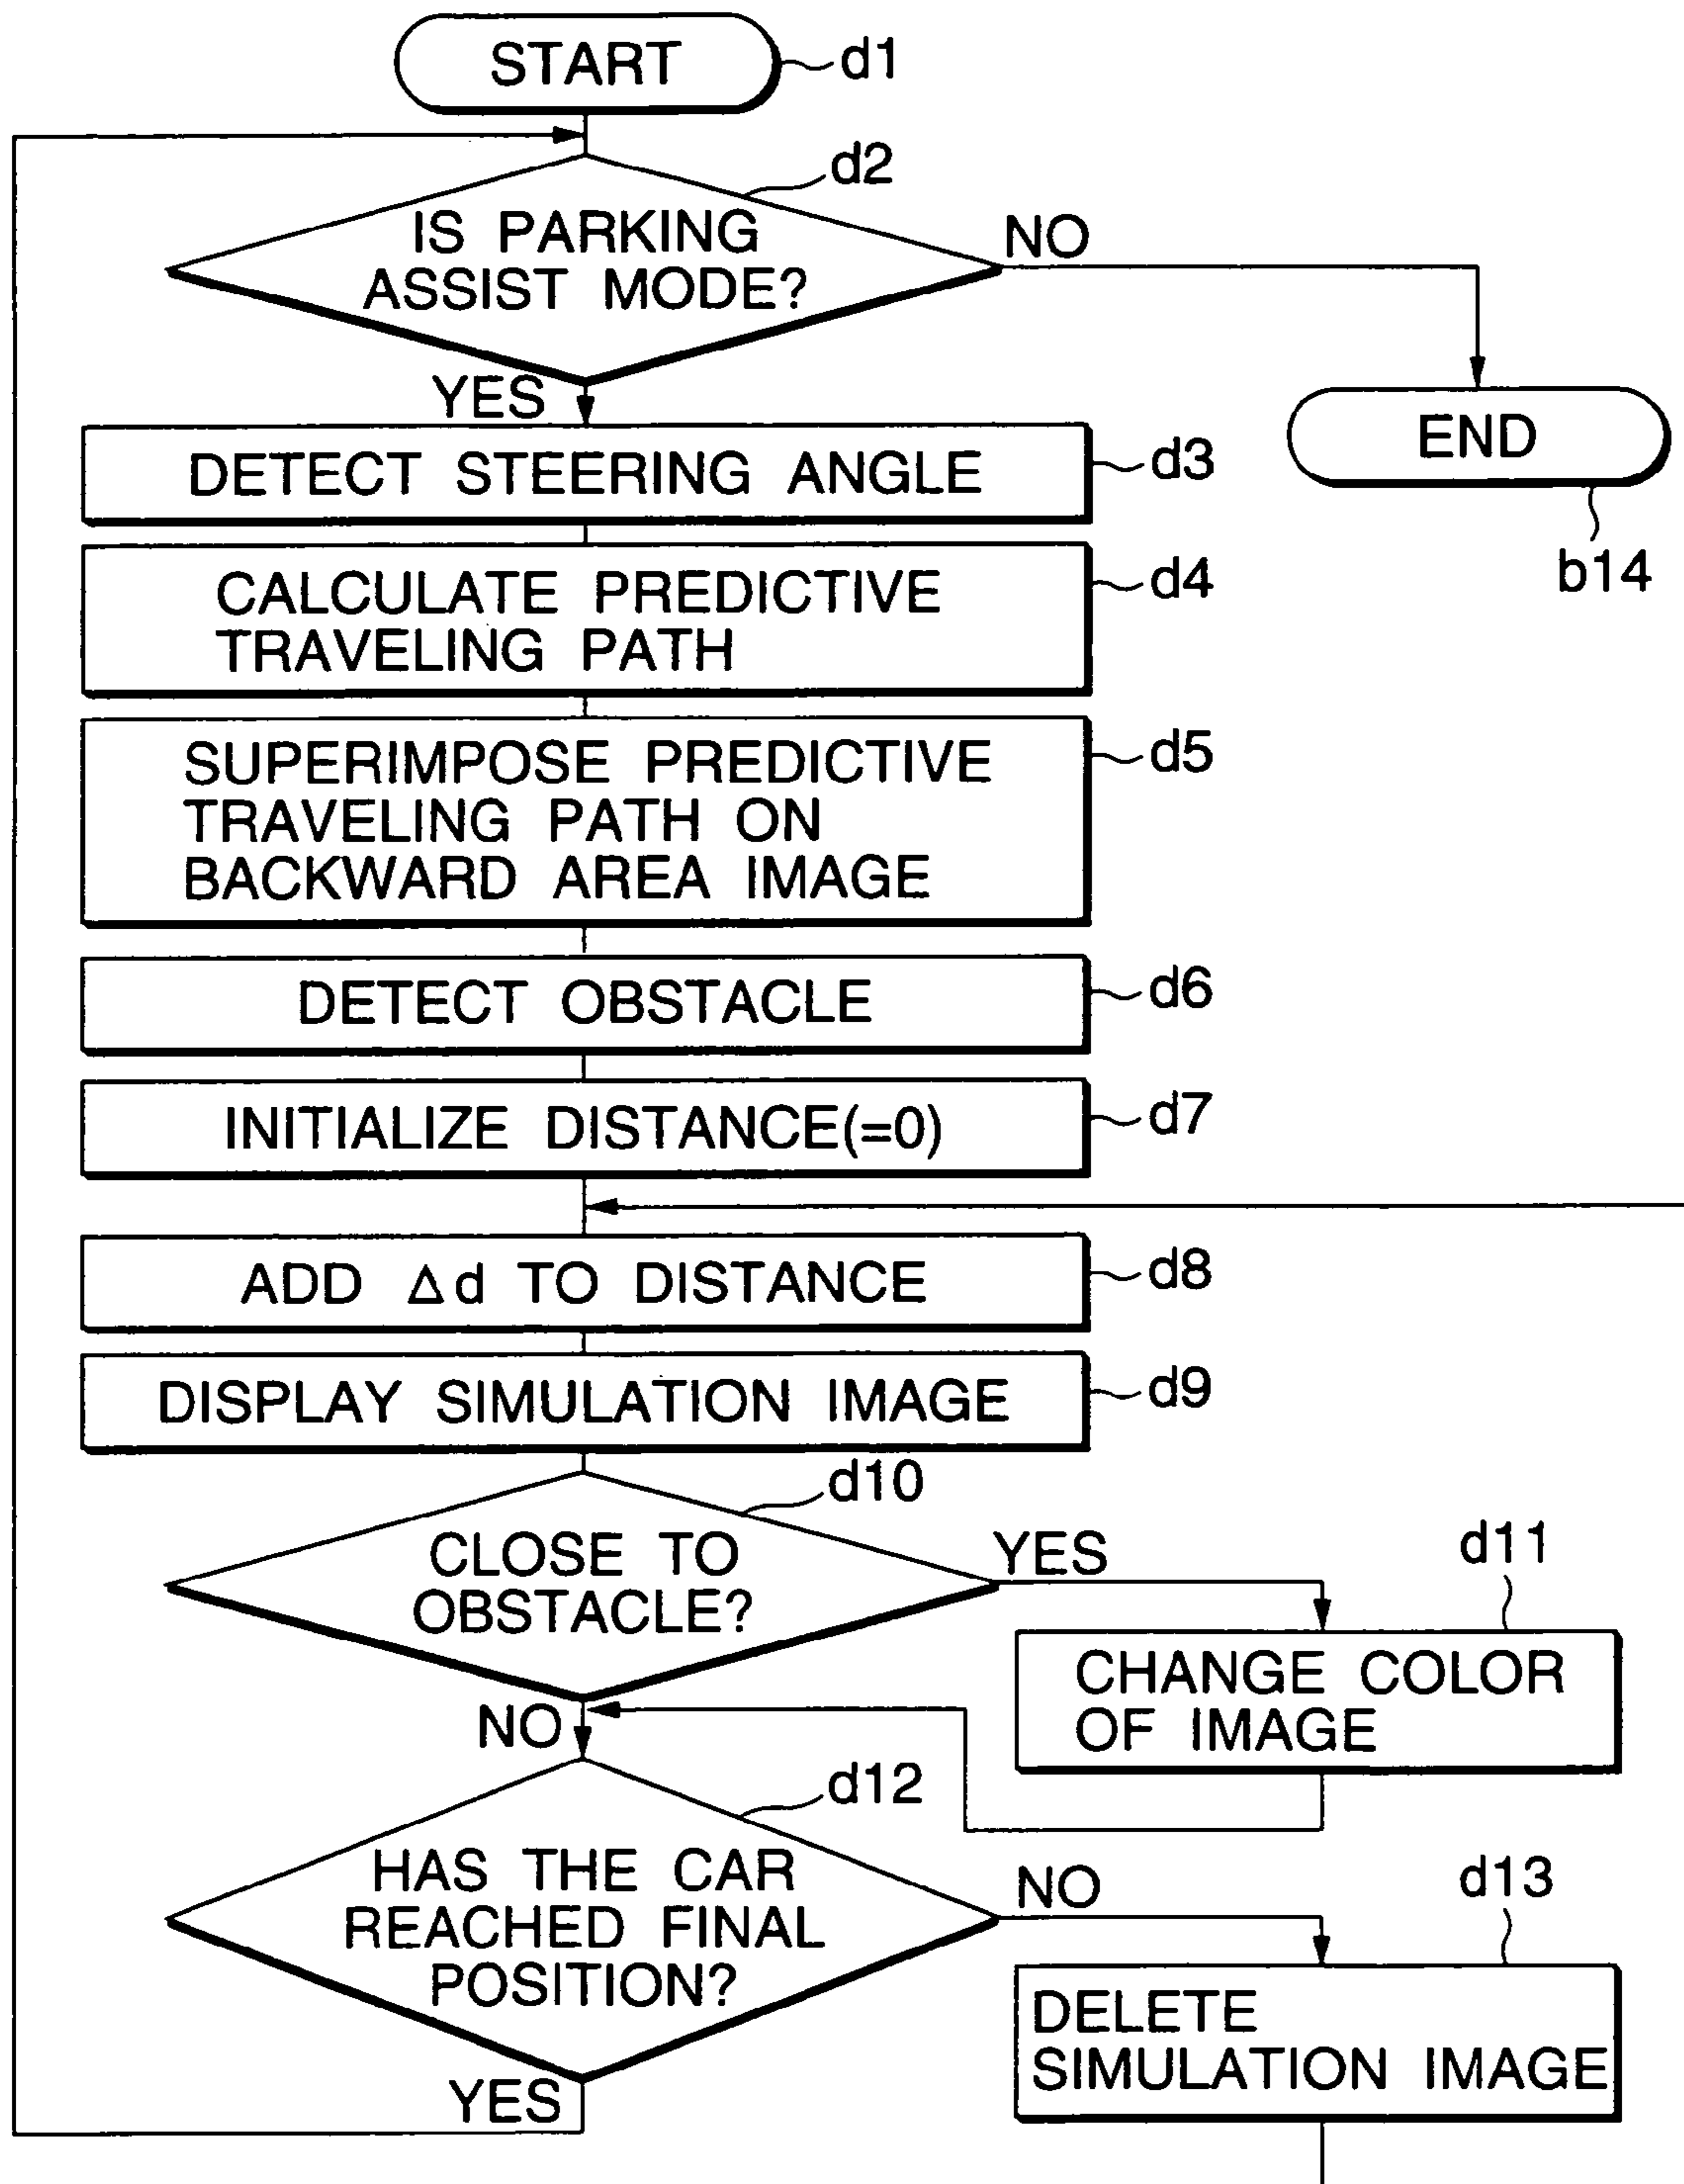 START
d1
d2
IS PARKING
ASSIST MODE?
NO
YES
END
b14
DETECT STEERING ANGLE
d3
CALCULATE PREDICTIVE
TRAVELING PATH
d4
SUPERIMPOSE PREDICTIVE
TRAVELING PATH ON
BACKWARD AREA IMAGE
d5
DETECT OBSTACLE
d6
INITIALIZE DISTANCE(=0)
d7
ADD Δd TO DISTANCE
d8
DISPLAY SIMULATION IMAGE
d9
d10
CLOSE TO
OBSTACLE?
YES
d11
CHANGE COLOR
OF IMAGE
NO
d12
HAS THE CAR
REACHED FINAL
POSITION?
NO
d13
DELETE
SIMULATION IMAGE
YES